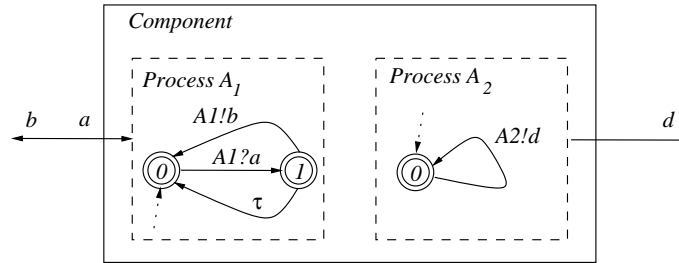 Component
Process A1
Process A2
b a
d
A1!b
A2!d
A1?a
0
1
0
τ